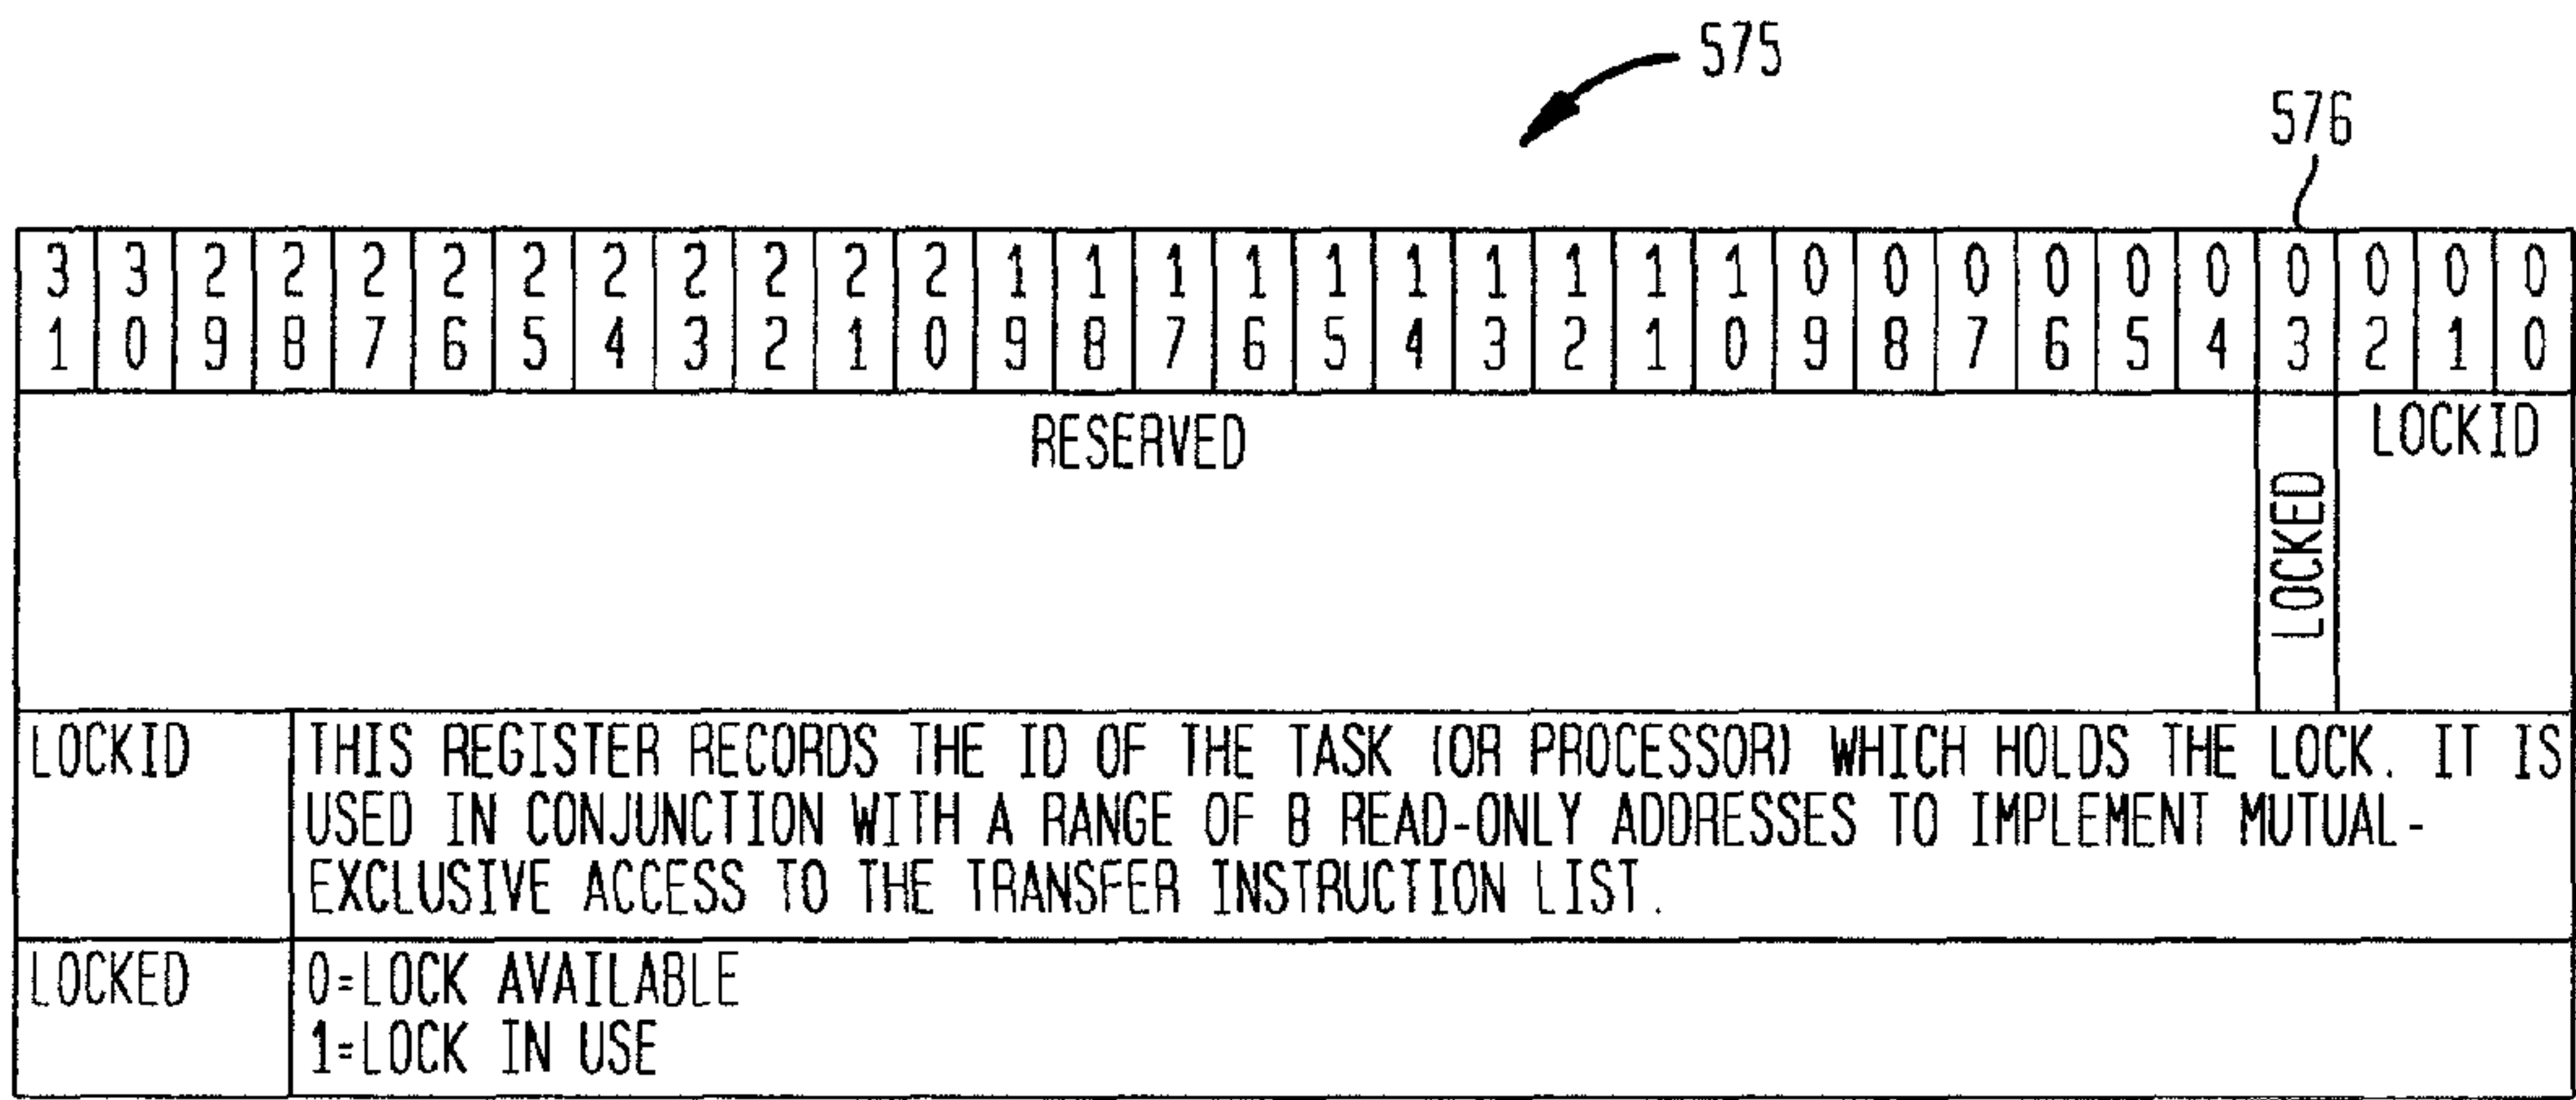 575
576
3 3 2 2 2 2 2 2 2 2 2 2 1 1 1 1 1 1 1 1 1 1 0 0 0 0 0 0 0 0 0 0
1 0 9 8 7 6 5 4 3 2 1 0 9 8 7 6 5 4 3 2 1 0 9 8 7 6 5 4 3 2 1 0
RESERVED
LOCKED
LOCKID
LOCKID THIS REGISTER RECORDS THE ID OF THE TASK (OR PROCESSOR) WHICH HOLDS THE LOCK. IT IS
USED IN CONJUNCTION WITH A RANGE OF 8 READ-ONLY ADDRESSES TO IMPLEMENT MUTUAL-
EXCLUSIVE ACCESS TO THE TRANSFER INSTRUCTION LIST.
LOCKED 0=LOCK AVAILABLE
1=LOCK IN USE